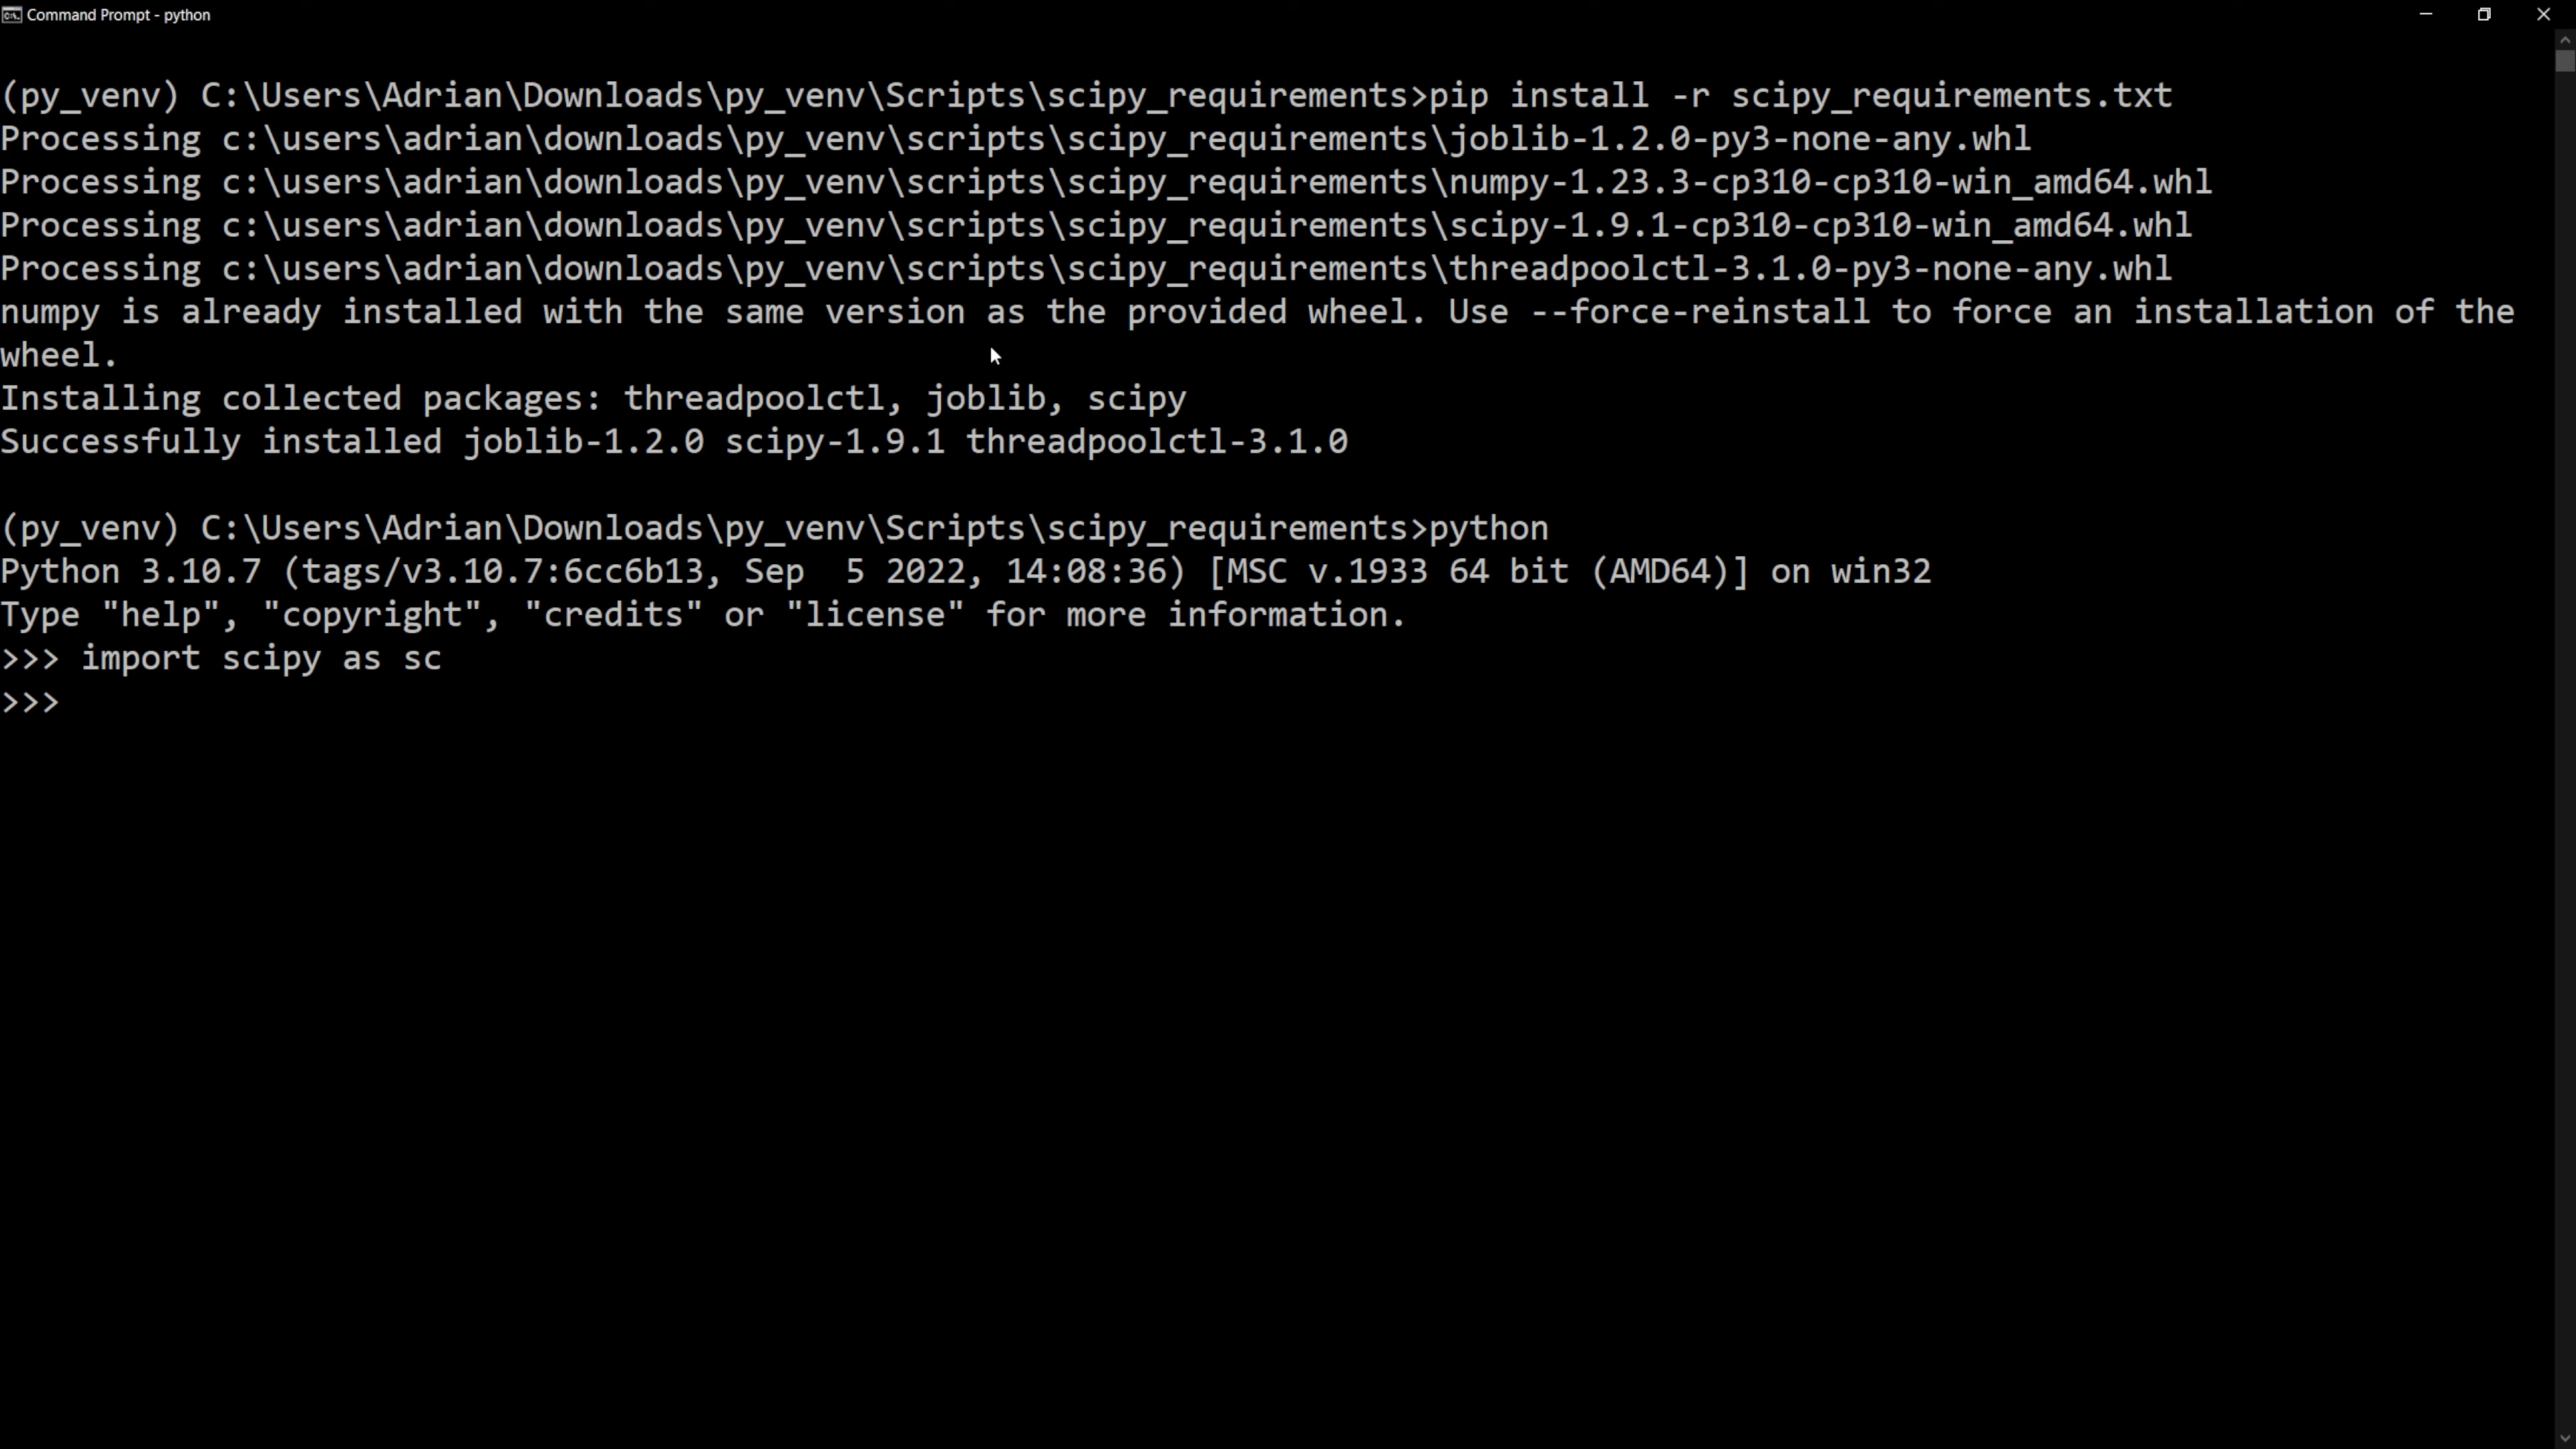 Command Prompt - python
(py_venv) C:\Users\Adrian\Downloads\py_venv\Scripts\scipy_requirements>pip install -r scipy_requirements.txt
Processing c:\users\adrian\downloads\py_venv\scripts\scipy_requirements\joblib-1.2.0-py3-none-any.whl
Processing c:\users\adrian\downloads\py_venv\scripts\scipy_requirements\numpy-1.23.3-cp310-cp310-win_amd64.whl
Processing c:\users\adrian\downloads\py_venv\scripts\scipy_requirements\scipy-1.9.1-cp310-cp310-win_amd64.whl
Processing c:\users\adrian\downloads\py_venv\scripts\scipy_requirements\threadpoolctl-3.1.0-py3-none-any.whl
numpy is already installed with the same version as the provided wheel. Use --force-reinstall to force an installation of the
wheel.
Installing collected packages: threadpoolctl, joblib, scipy
Successfully installed joblib-1.2.0 scipy-1.9.1 threadpoolctl-3.1.0
(py_venv) C:\Users\Adrian\Downloads\py_venv\Scripts\scipy_requirements>python
Python 3.10.7 (tags/v3.10.7:6cc6b13, Sep  5 2022, 14:08:36) [MSC v.1933 64 bit (AMD64)] on win32
Type "help", "copyright", "credits" or "license" for more information.
>>> import scipy as sc
>>>